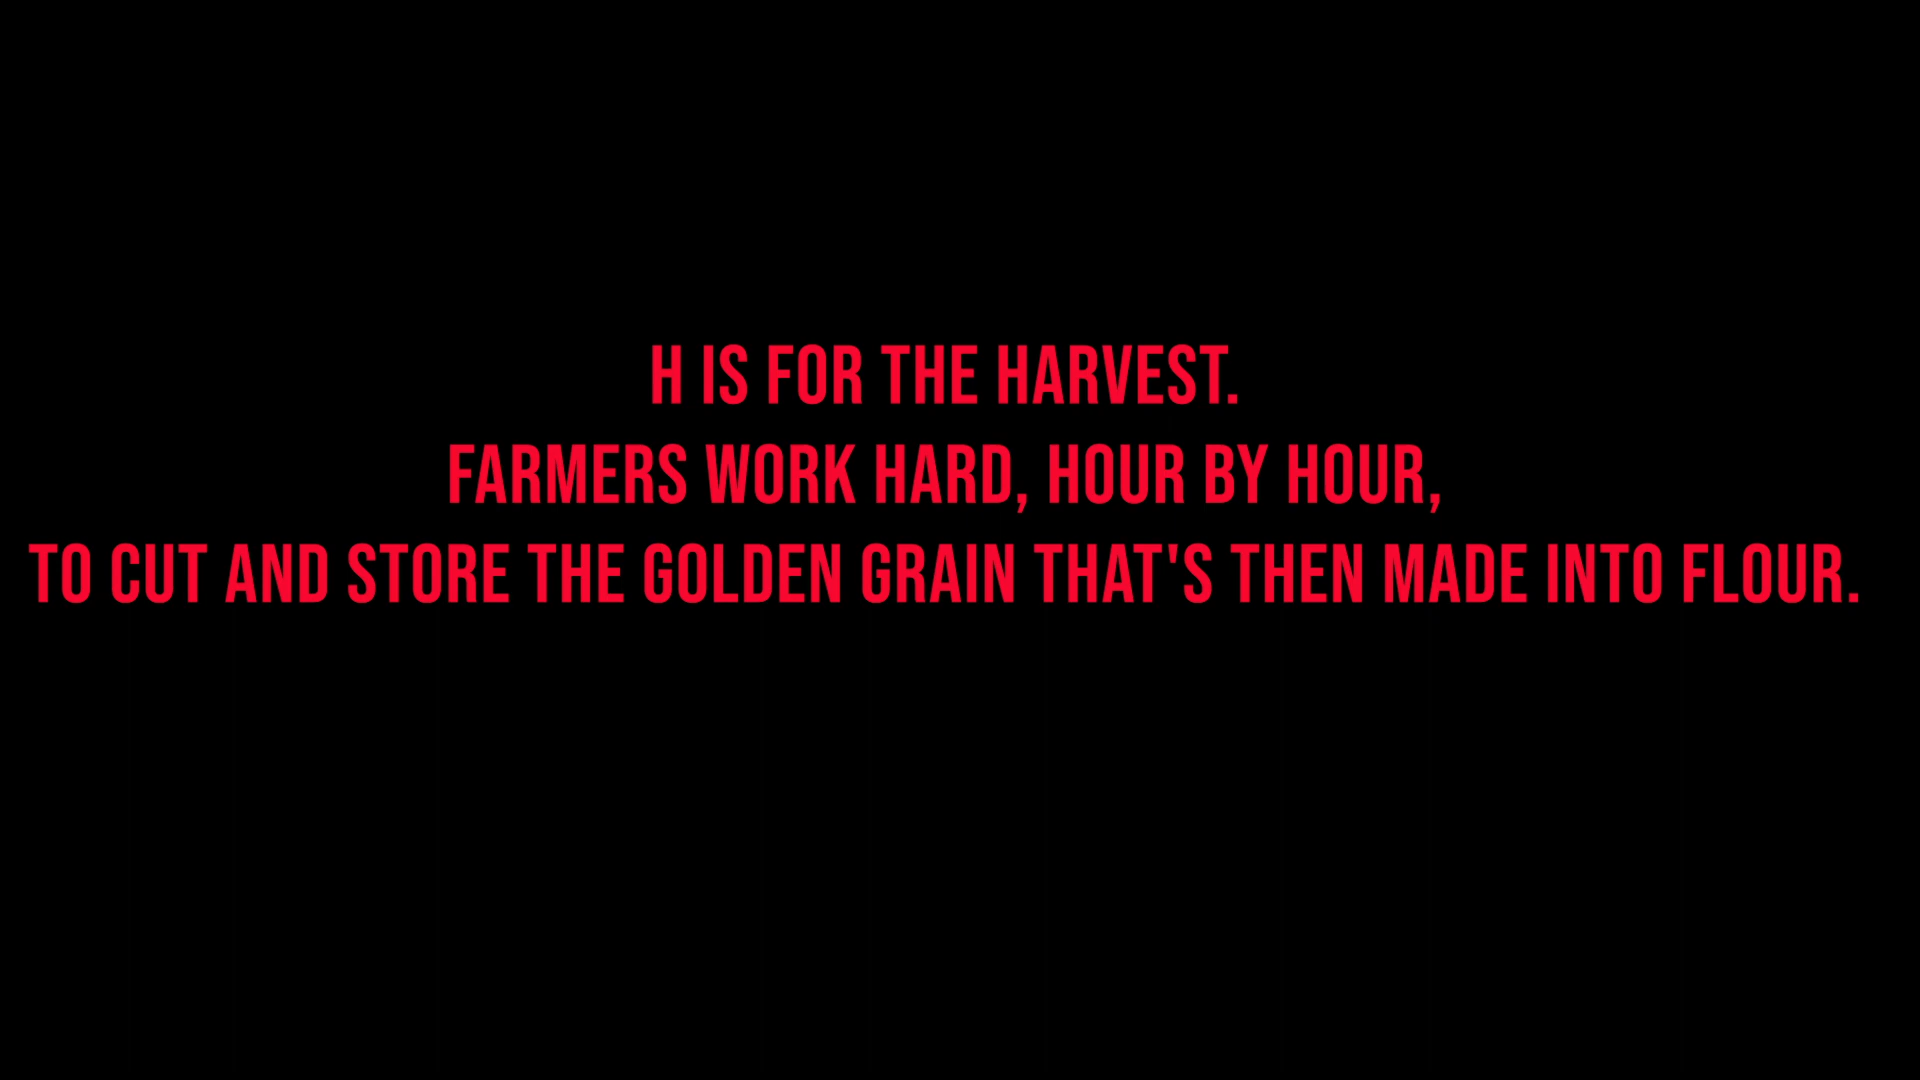 H IS FOR THE HARVEST.
FARMERS WORK HARD, HOUR BY HOUR,
TO CUT AND STORE THE GOLDEN GRAIN THAT'S THEN MADE INTO FLOUR.